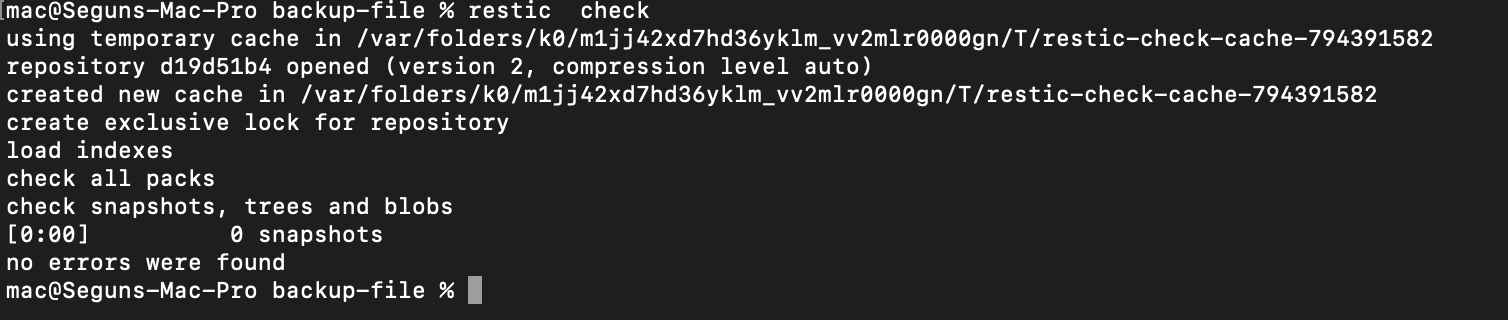 [mac@Seguns-Mac-Pro backup-file % restic  check
using temporary cache in /var/folders/k0/m1jj42xd7hd36yklm_vv2mlr0000gn/T/restic-check-cache-794391582
repository d19d51b4 opened (version 2, compression level auto)
created new cache in /var/folders/k0/m1jj42xd7hd36yklm_vv2mlr0000gn/T/restic-check-cache-794391582
create exclusive lock for repository
load indexes
check all packs
check snapshots, trees and blobs
[0:00]          0 snapshots
no errors were found
mac@Seguns-Mac-Pro backup-file %